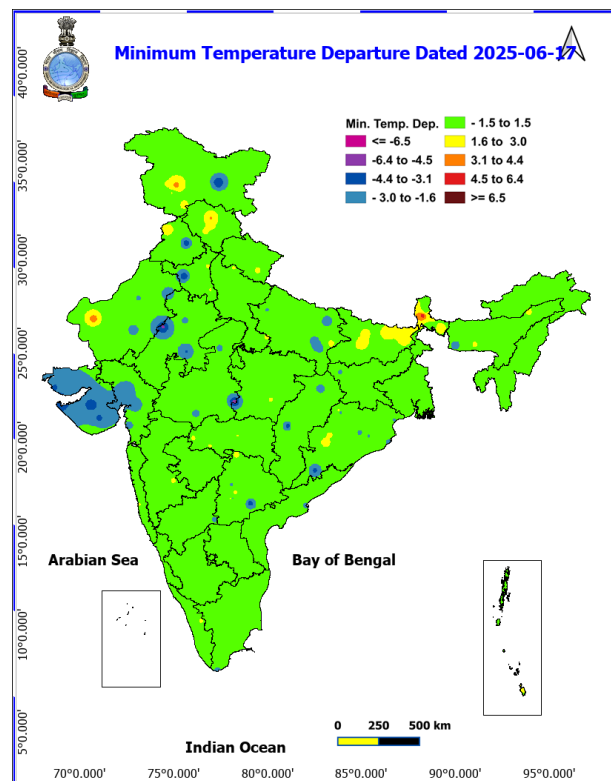 Minimum Temperature Departure Dated 2025-06-17
40°0.000'
35°0.000'
30°0.000'
25°0.000'
20°0.000'
15°0.000'
10°0.000'
5°0.000'
Min. Temp. Dep.
<= -6.5
-6.4 to -4.5
-4.4 to -3.1
- 3.0 to -1.6
- 1.5 to 1.5
1.6 to 3.0
3.1 to 4.4
4.5 to 6.4
>= 6.5
Arabian Sea
Bay of Bengal
Indian Ocean
0 250 500 km
70°0.000' 75°0.000' 80°0.000' 85°0.000' 90°0.000' 95°0.000'